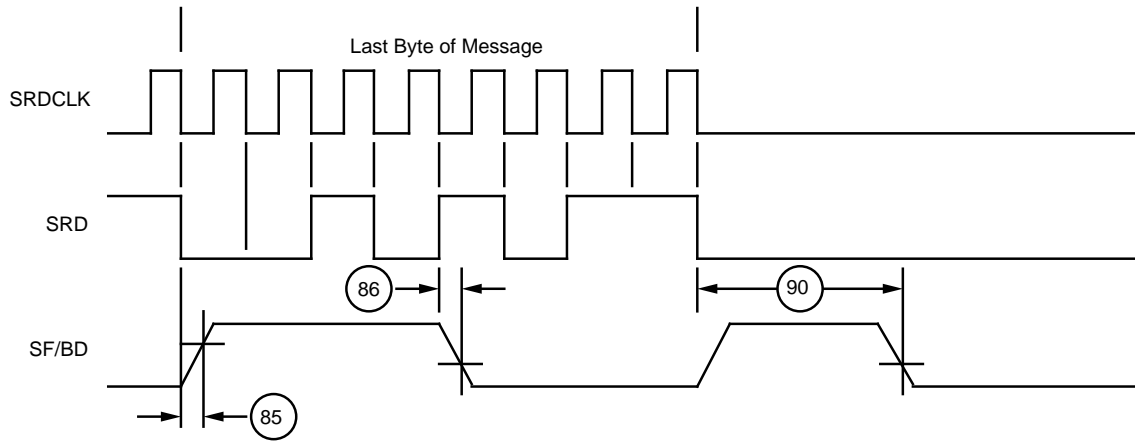 Last Byte of Message
SRDCLK
SRD
86
90
SF/BD
85